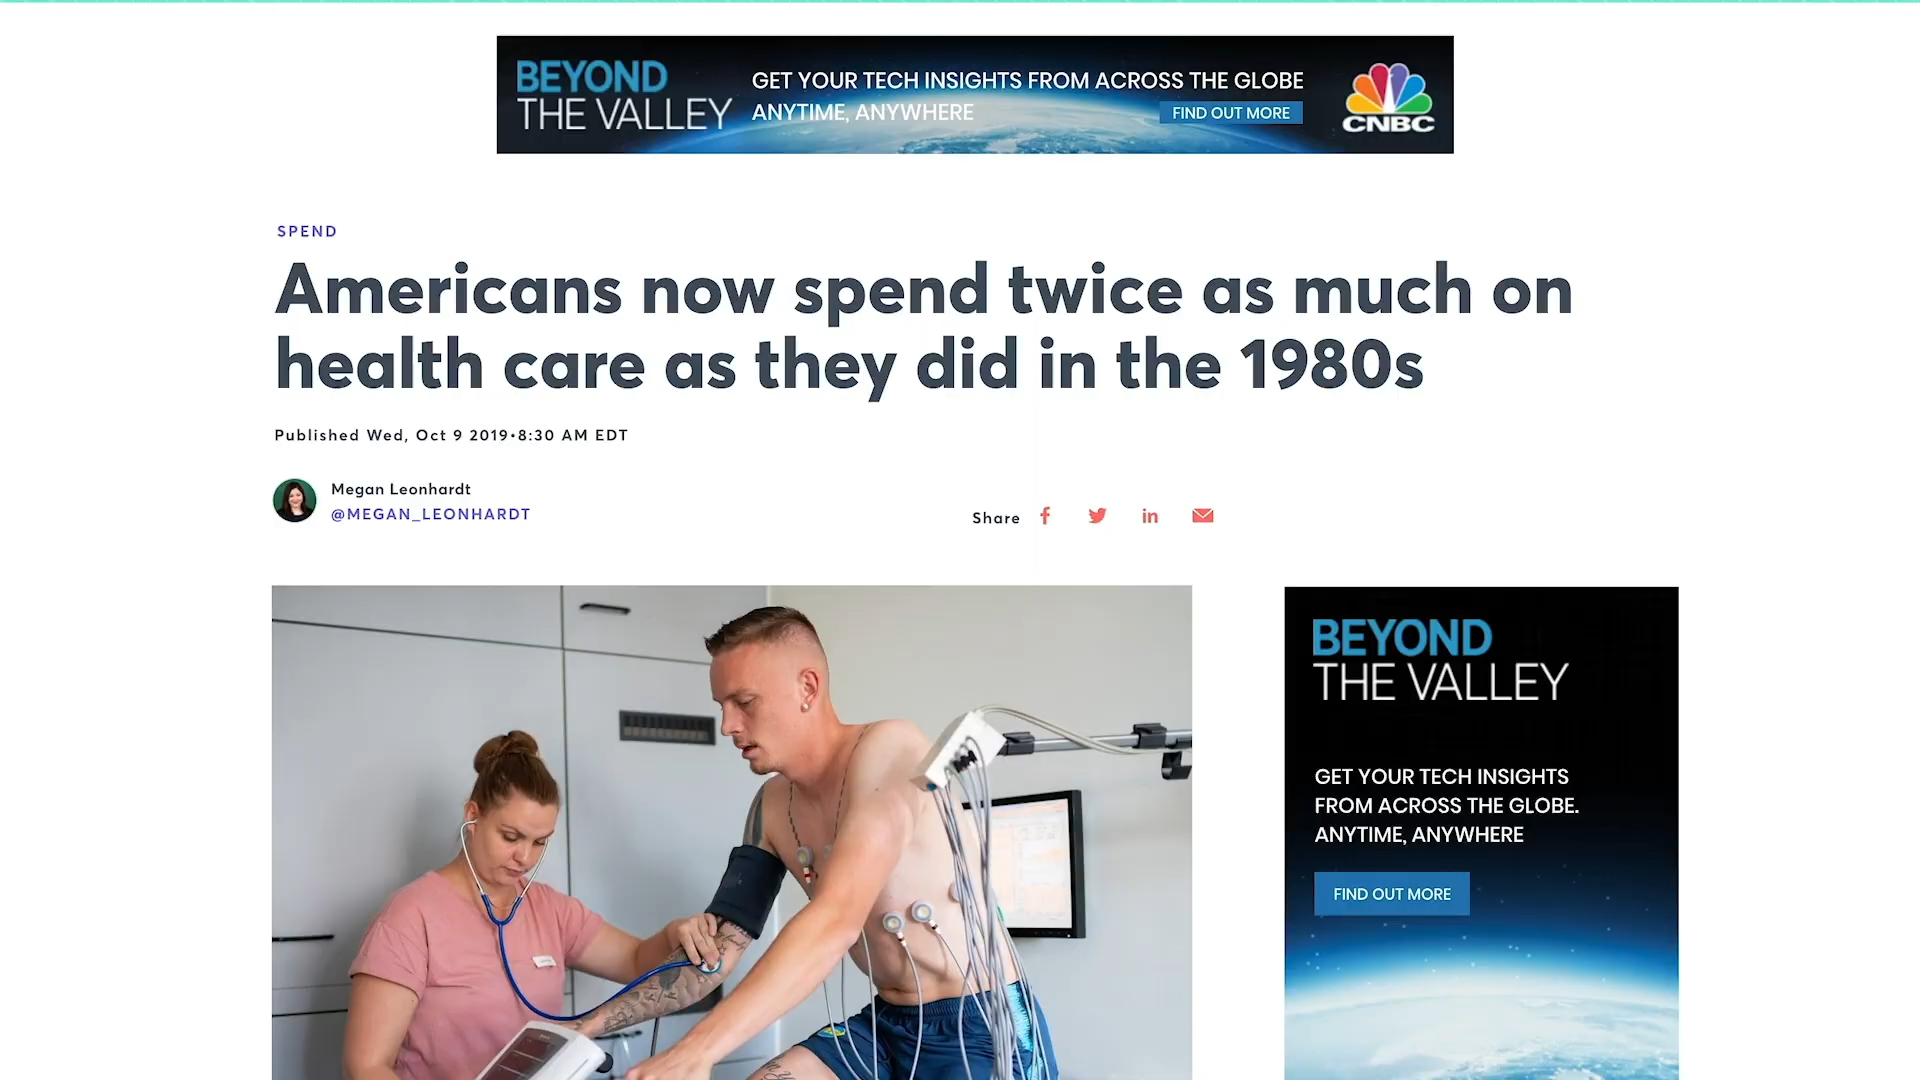 BEYOND
THE VALLEY
GET YOUR TECH INSIGHTS FROM ACROSS THE GLOBE
ANYTIME, ANYWHERE
FIND OUT MORE
CNBC
SPEND
Americans now spend twice as much on
health care as they did in the 1980s
Published Wed, Oct 9 2019•8:30 AM EDT
Megan Leonhardt
@MEGAN_LEONHARDT
Share
BEYOND
THE VALLEY
GET YOUR TECH INSIGHTS
FROM ACROSS THE GLOBE.
ANYTIME, ANYWHERE
FIND OUT MORE